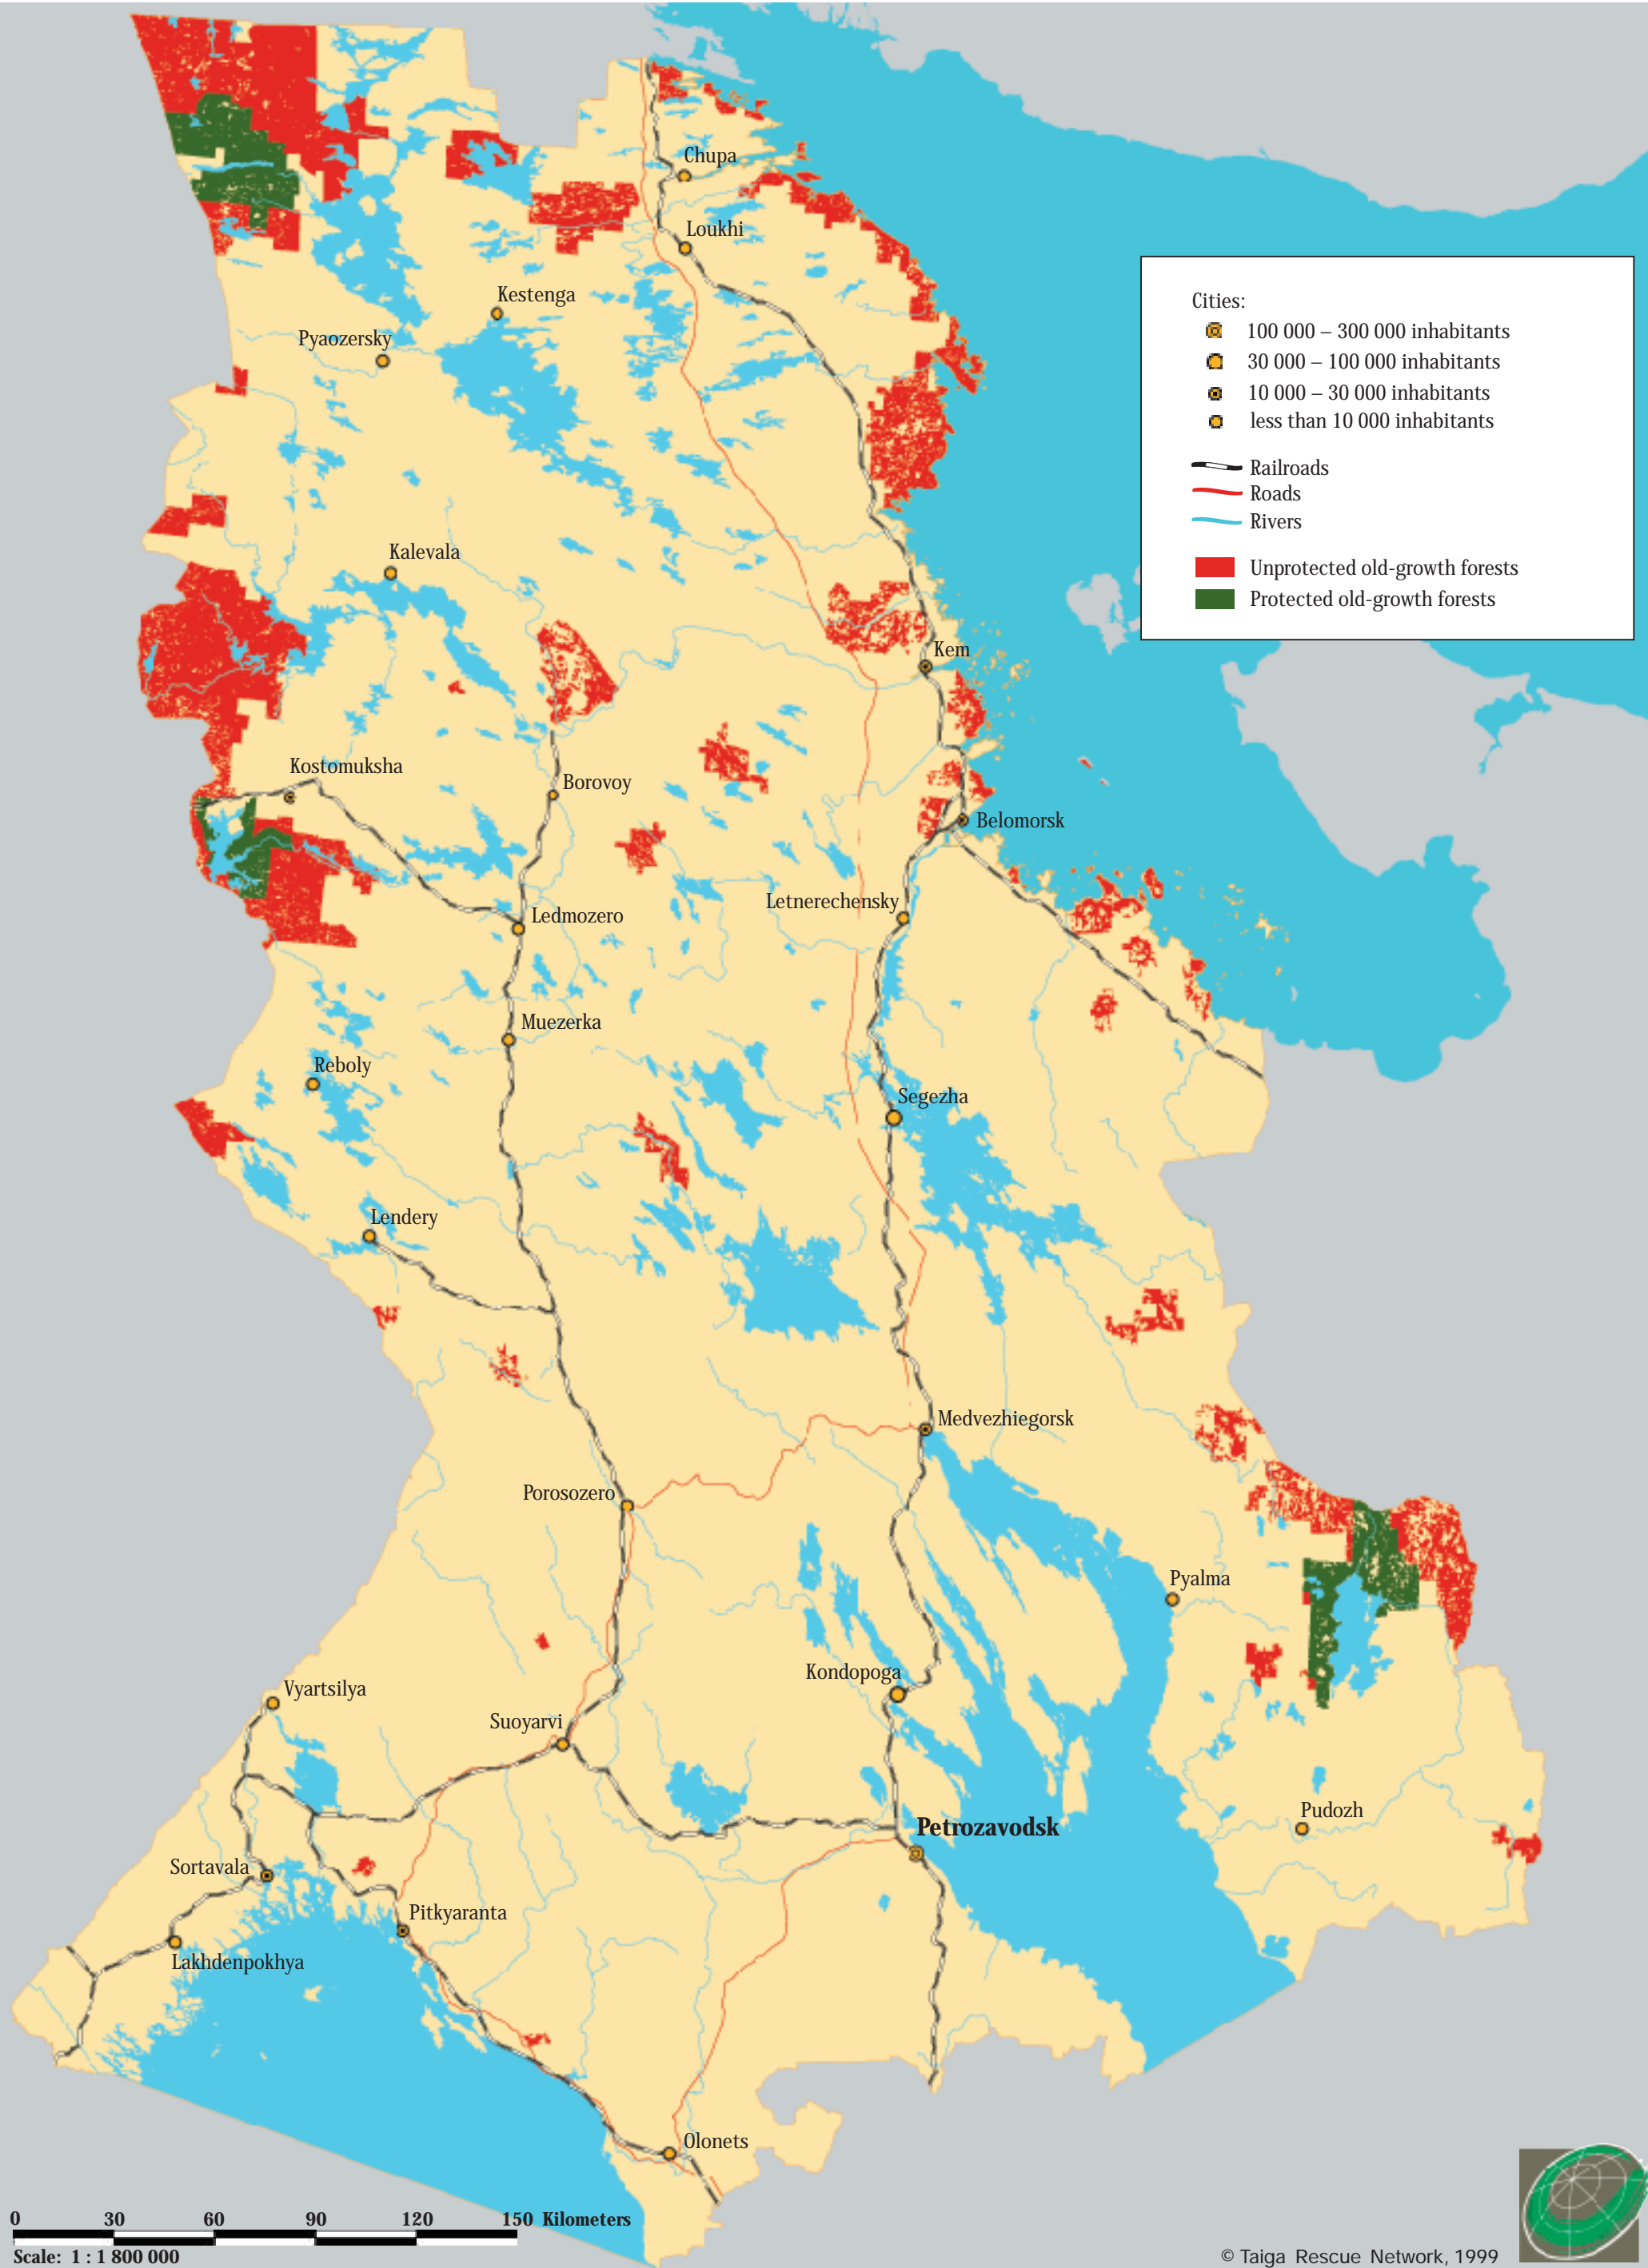 Chupa
Loukhi
Kestenga
Pyaozersky
Cities:
100 000 – 300 000 inhabitants
30 000 – 100 000 inhabitants
10 000 – 30 000 inhabitants
less than 10 000 inhabitants
Railroads
Roads
Rivers
Unprotected old-growth forests
Protected old-growth forests
Kalevala
Kem
Kostomuksha
Borovoy
Belomorsk
Letnerechensky
Ledmozero
Muezerka
Reboly
Segezha
Lendery
Medvezhiegorsk
Porosozero
Pyalma
Kondopoga
Vyartsilya
Suoyarvi
Pudozh
Petrozavodsk
Sortavala
Pitkyaranta
Lakhdenpokhya
Olonets
0 30 60 90 120 150 Kilometers
Scale: 1 : 1 800 000
© Taiga Rescue Network, 1999